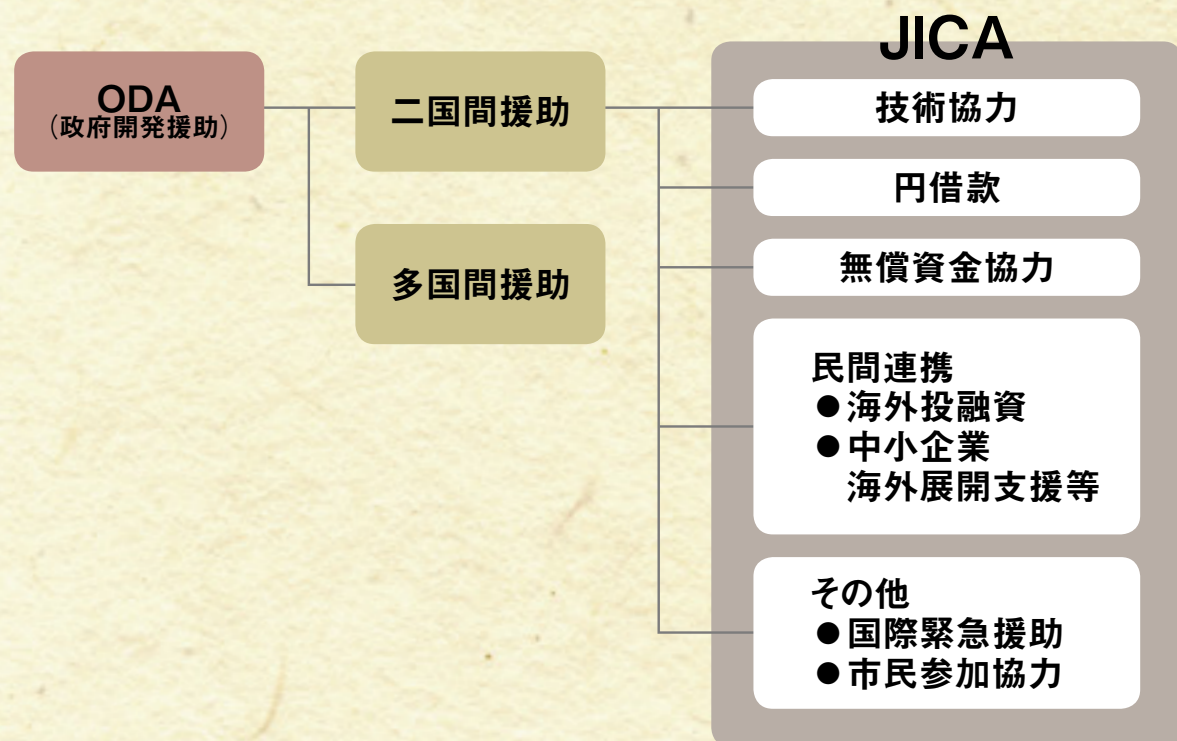 JICA
ODA
（政府開発援助）
二国間援助
多国間援助
技術協力
円借款
無償資金協力
民間連携
●海外投融資
●中小企業
海外展開支援等
その他
●国際緊急援助
●市民参加協力